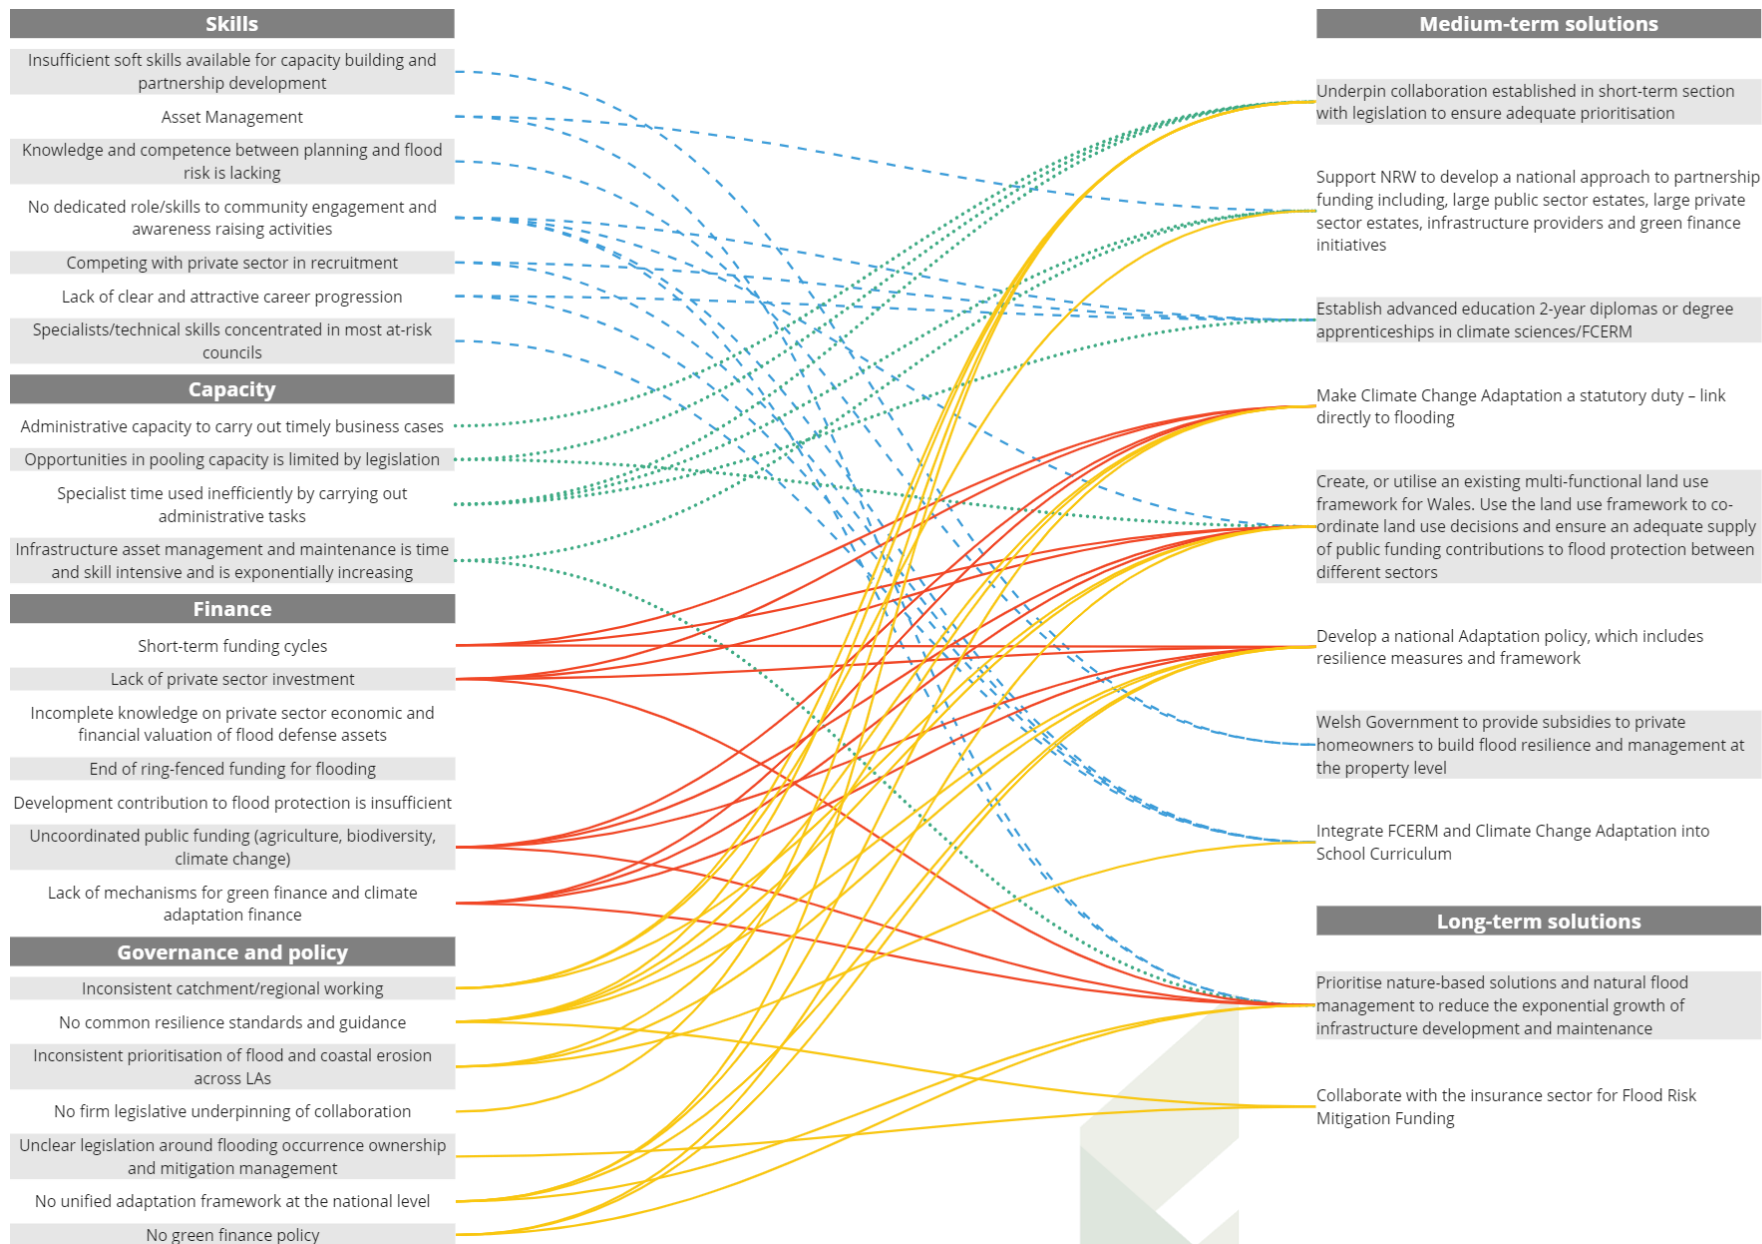 Skills
Insufficient soft skills available for capacity building and
partnership development
Asset Management
Knowledge and competence between planning and flood
risk is lacking
No dedicated role/skills to community engagement and
awareness raising activities
Competing with private sector in recruitment
Lack of clear and attractive career progression
Specialists/technical skills concentrated in most at-risk
councils
Capacity
Administrative capacity to carry out timely business cases
Opportunities in pooling capacity is limited by legislation
Specialist time used inefficiently by carrying out
administrative tasks
Infrastructure asset management and maintenance is time
and skill intensive and is exponentially increasing
Finance
Short-term funding cycles
Lack of private sector investment
Incomplete knowledge on private sector economic and
financial valuation of flood defense assets
End of ring-fenced funding for flooding
Development contribution to flood protection is insufficient
Uncoordinated public funding (agriculture, biodiversity,
climate change)
Lack of mechanisms for green finance and climate
adaptation finance
Governance and policy
Inconsistent catchment/regional working
No common resilience standards and guidance
Inconsistent prioritisation of flood and coastal erosion
across LAs
No firm legislative underpinning of collaboration
Unclear legislation around flooding occurrence ownership
and mitigation management
No unified adaptation framework at the national level
No green finance policy
Medium-term solutions
Underpin collaboration established in short-term section
with legislation to ensure adequate prioritisation
Support NRW to develop a national approach to partnership
funding including, large public sector estates, large private
sector estates, infrastructure providers and green finance
initiatives
Establish advanced education 2-year diplomas or degree
apprenticeships in climate sciences/FCERM
Make Climate Change Adaptation a statutory duty – link
directly to flooding
Create, or utilise an existing multi-functional land use
framework for Wales. Use the land use framework to co-
ordinate land use decisions and ensure an adequate supply
of public funding contributions to flood protection between
different sectors
Develop a national Adaptation policy, which includes
resilience measures and framework
Welsh Government to provide subsidies to private
homeowners to build flood resilience and management at
the property level
Integrate FCERM and Climate Change Adaptation into
School Curriculum
Long-term solutions
Prioritise nature-based solutions and natural flood
management to reduce the exponential growth of
infrastructure development and maintenance
Collaborate with the insurance sector for Flood Risk
Mitigation Funding